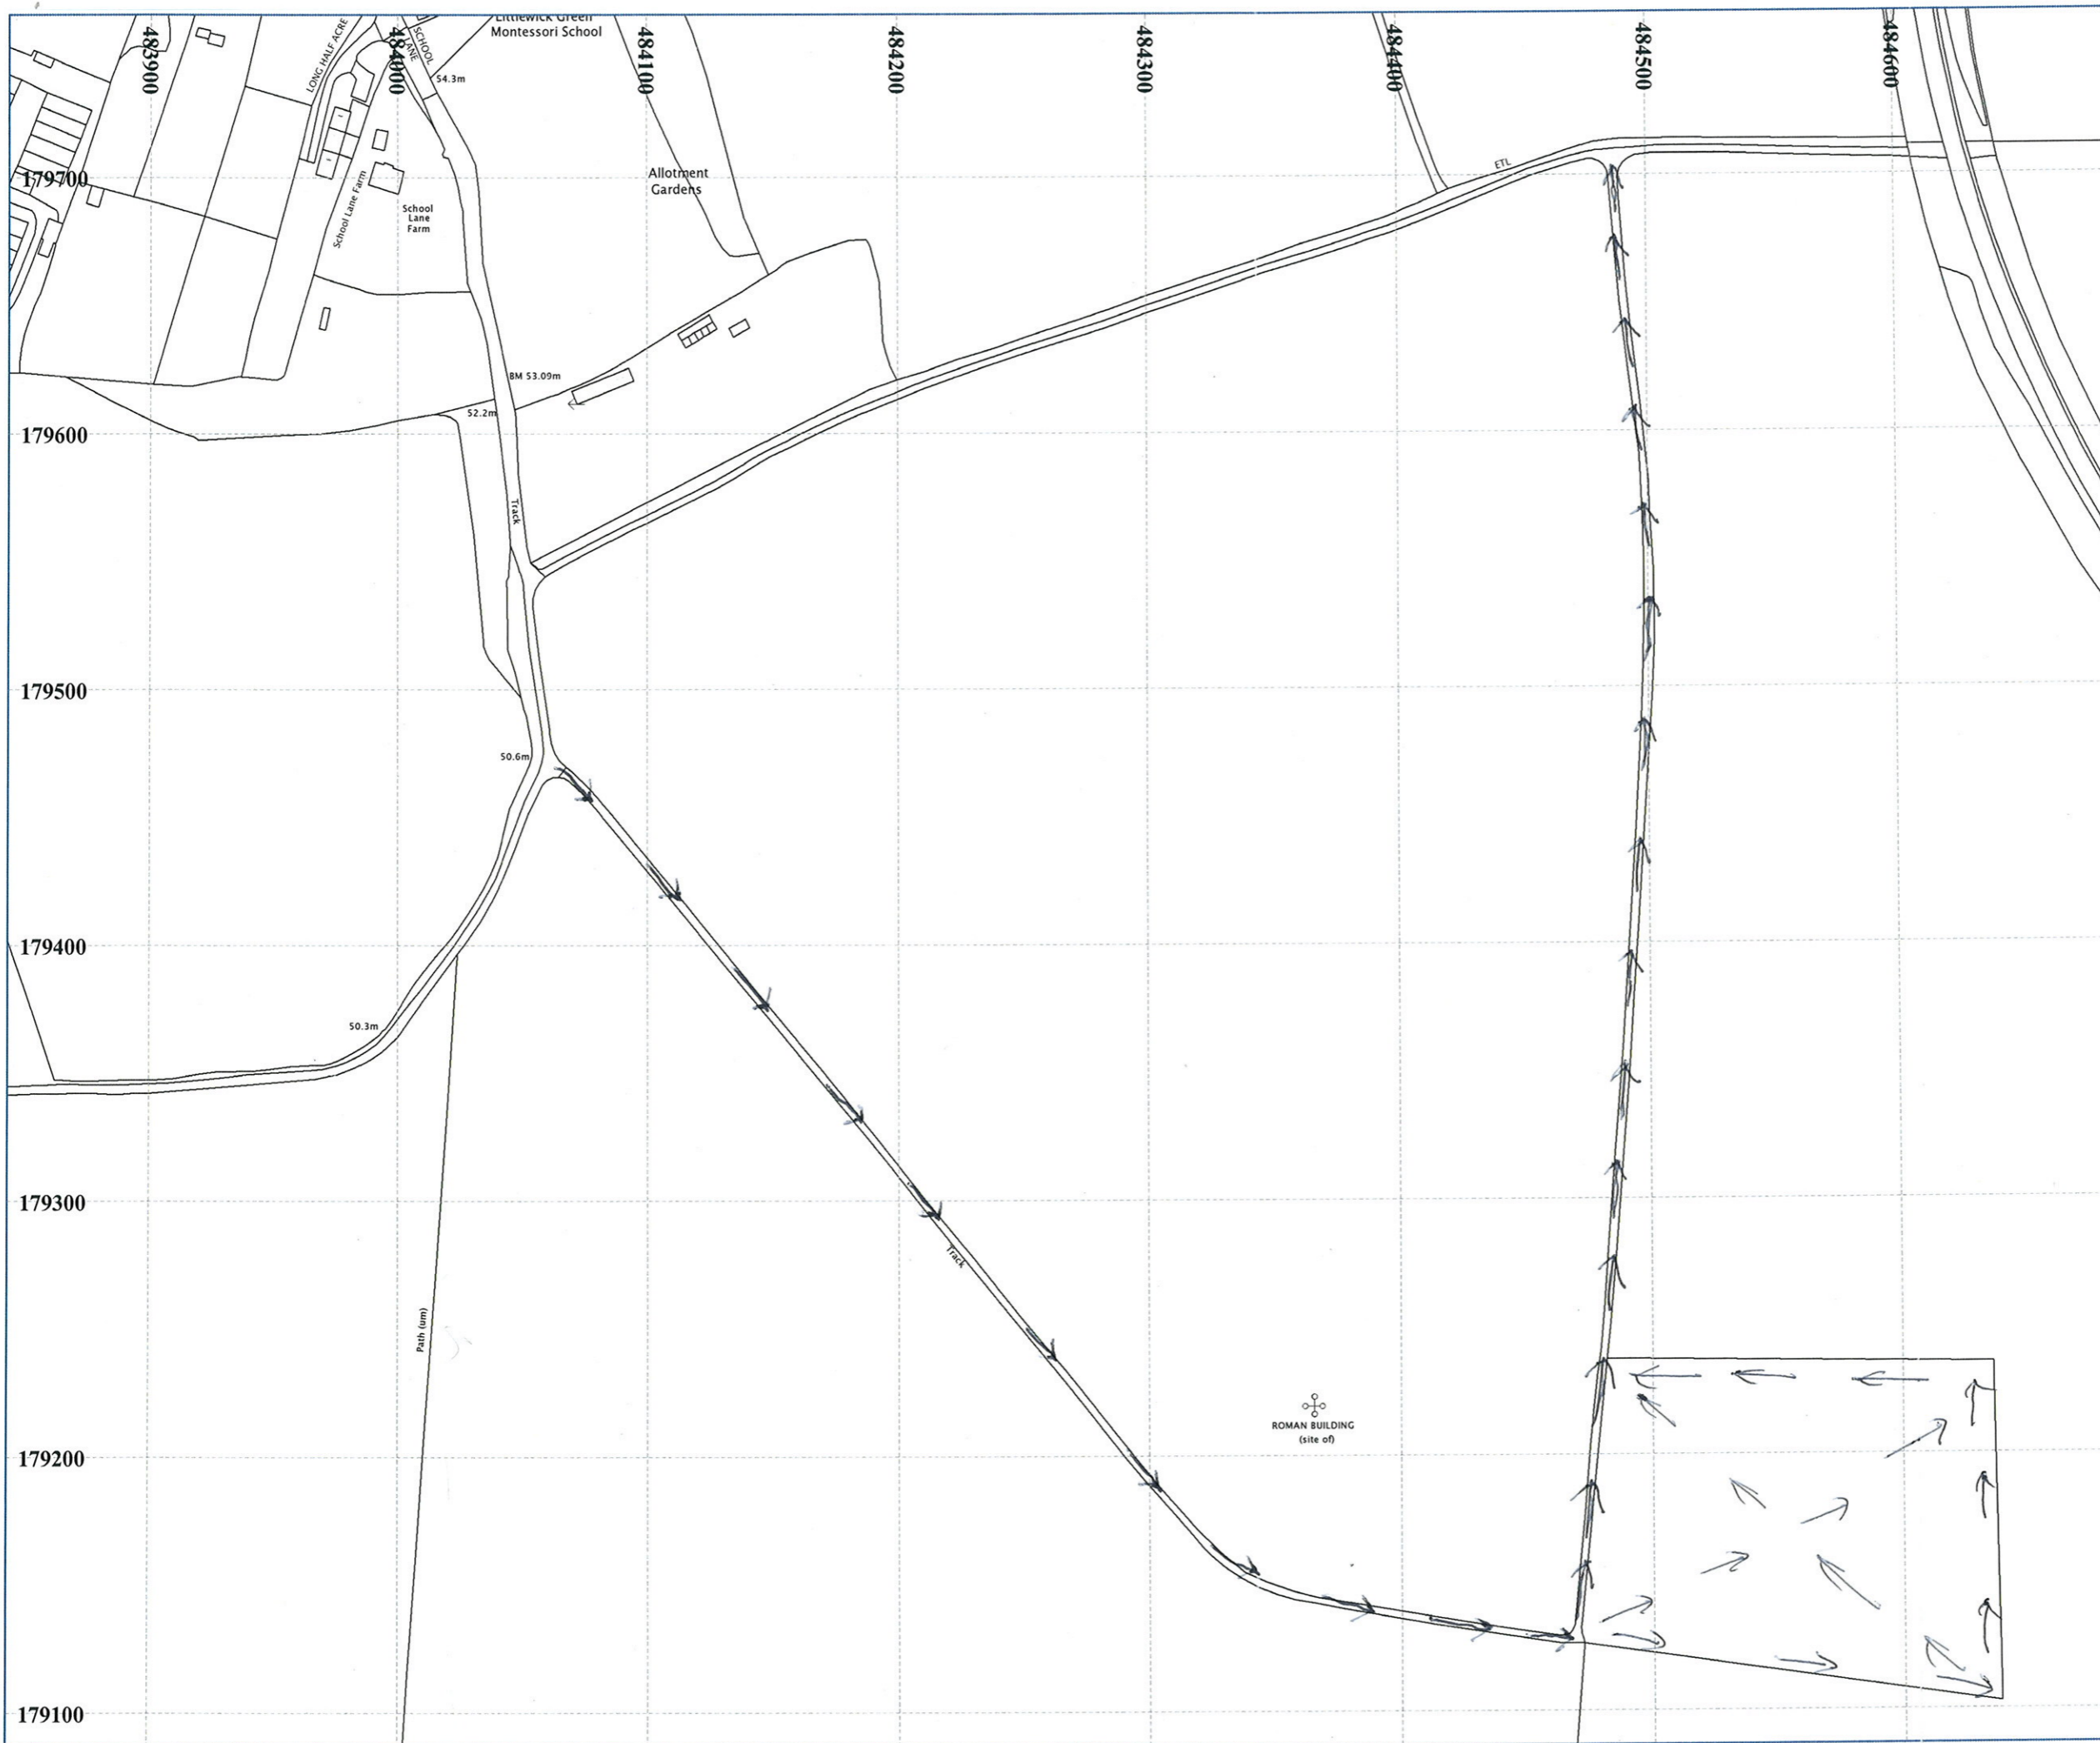 483900
484000
484100
484200
484300
484400
484500
484600
Littlewick Green
Montessori School
LONG HALF ACRE
SCHOOL
LANE
54.3m
Allotment
Gardens
ETL
179700
School Lane Farm
School
Lane
Farm
BM 53.09m
52.2m
179600
Track
179500
50.6m
179400
50.3m
179300
Track
Path (um)
ROMAN BUILDING
(site of)
179200
179100